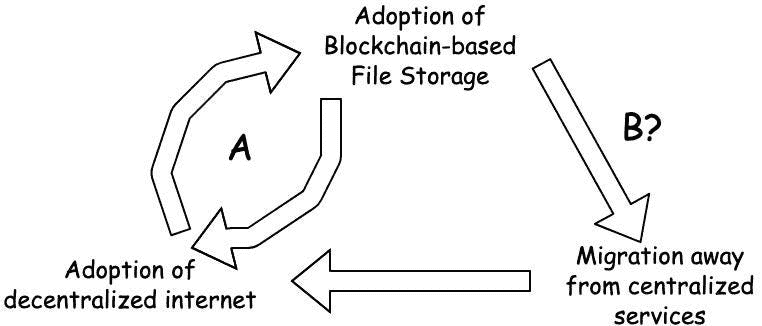 Adoption of
Blockchain-based
File Storage
A
B?
Adoption of
decentralized internet
Migration away
from centralized
services